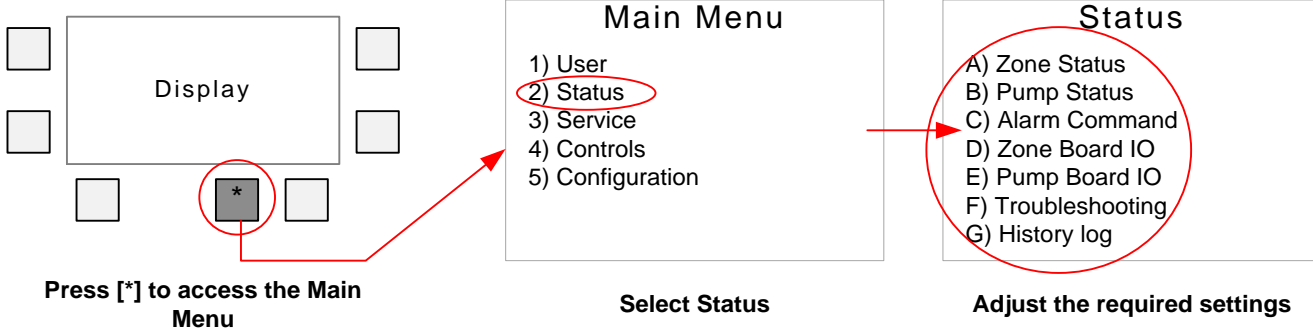 Display
*
Press [*] to access the Main
Menu
Main Menu
1) User
2) Status
3) Service
4) Controls
5) Configuration
Select Status
Status
A) Zone Status
B) Pump Status
C) Alarm Command
D) Zone Board IO
E) Pump Board IO
F) Troubleshooting
G) History log
Adjust the required settings